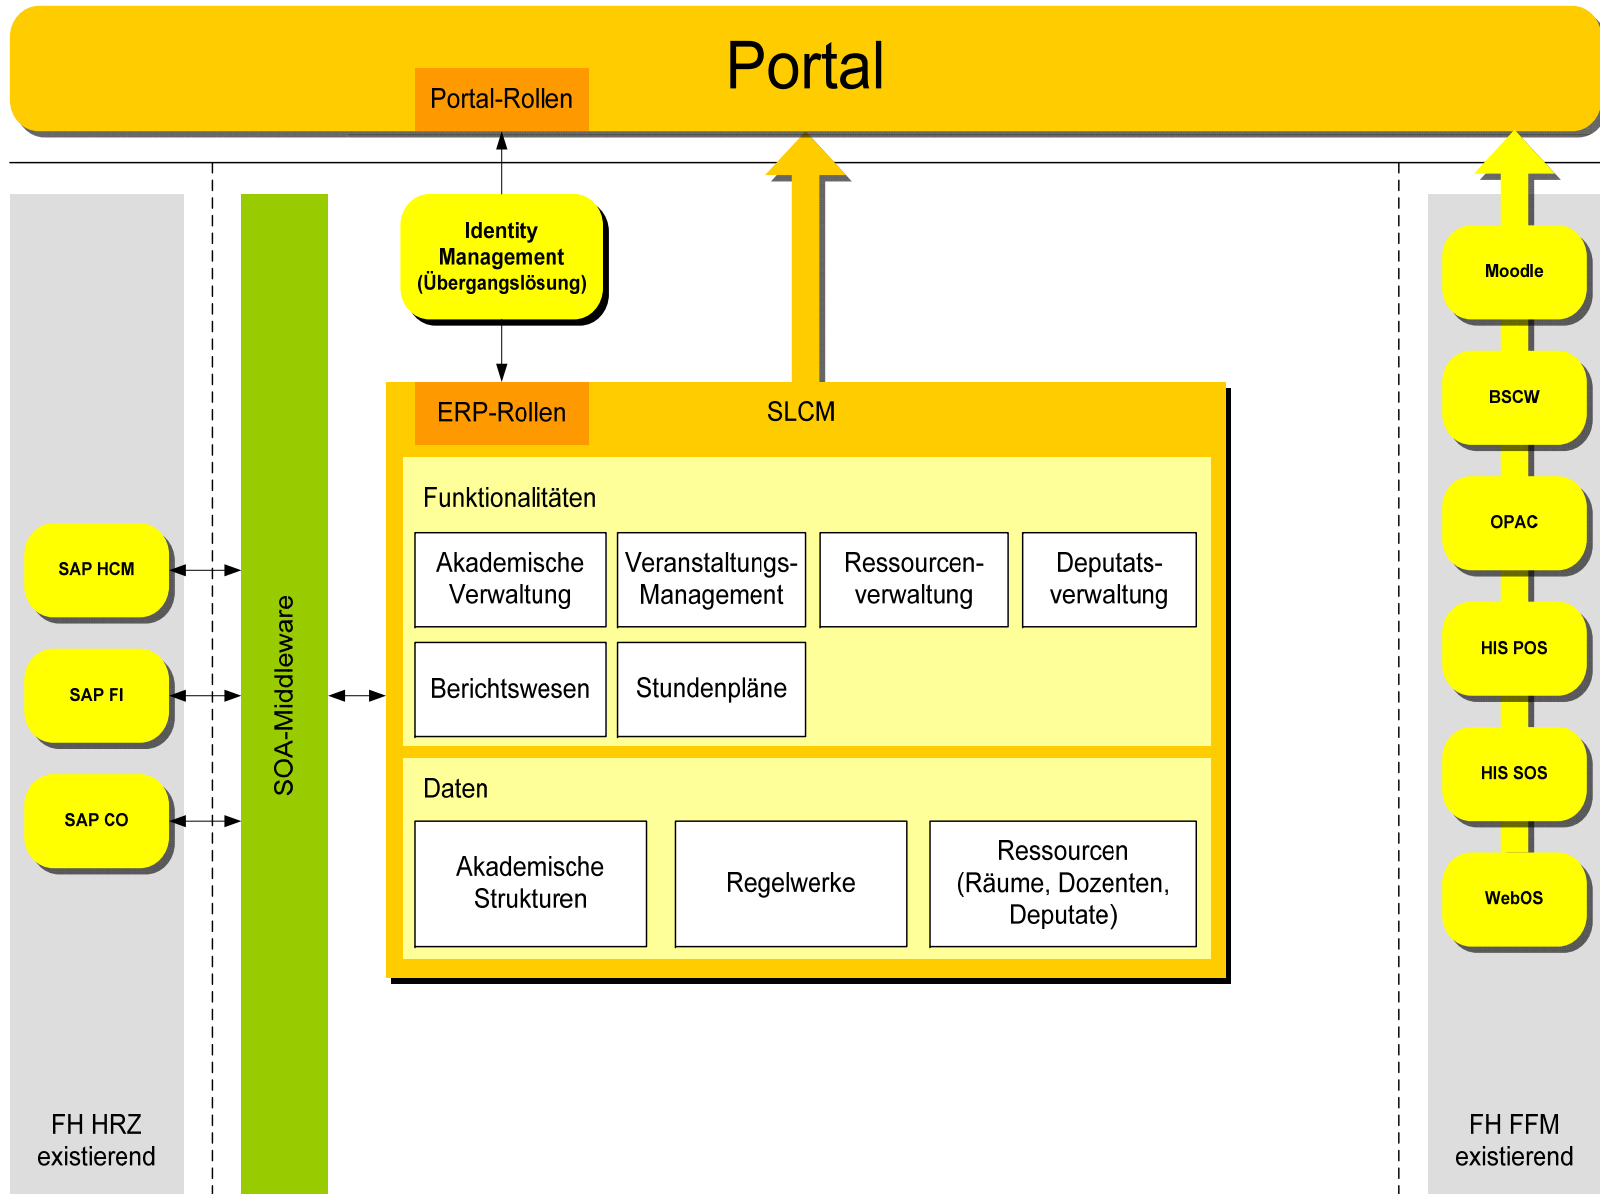 Portal
Portal-Rollen
Identity
Management
(Übergangslösung)
ERP-Rollen
SLCM
Funktionalitäten
Akademische
Verwaltung
Veranstaltungs-
Management
Ressourcen-
verwaltung
Deputats-
verwaltung
Berichtswesen
Stundenpläne
Daten
Akademische
Strukturen
Regelwerke
Ressourcen
(Räume, Dozenten,
Deputate)
SOA-Middleware
SAP HCM
SAP FI
SAP CO
FH HRZ
existierend
Moodle
BSCW
OPAC
HIS POS
HIS SOS
WebOS
FH FFM
existierend